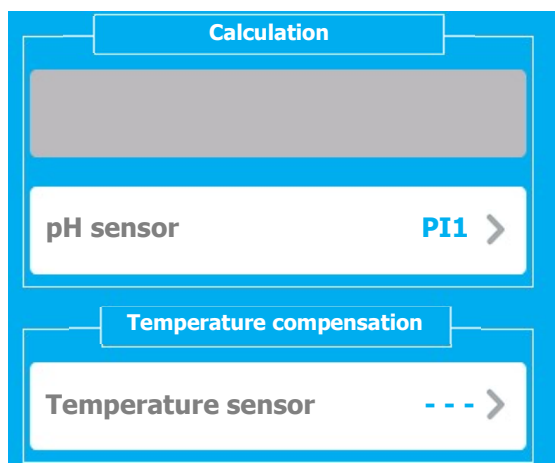 Calculation
pH sensor PI1
Temperature compensation
Temperature sensor - - -